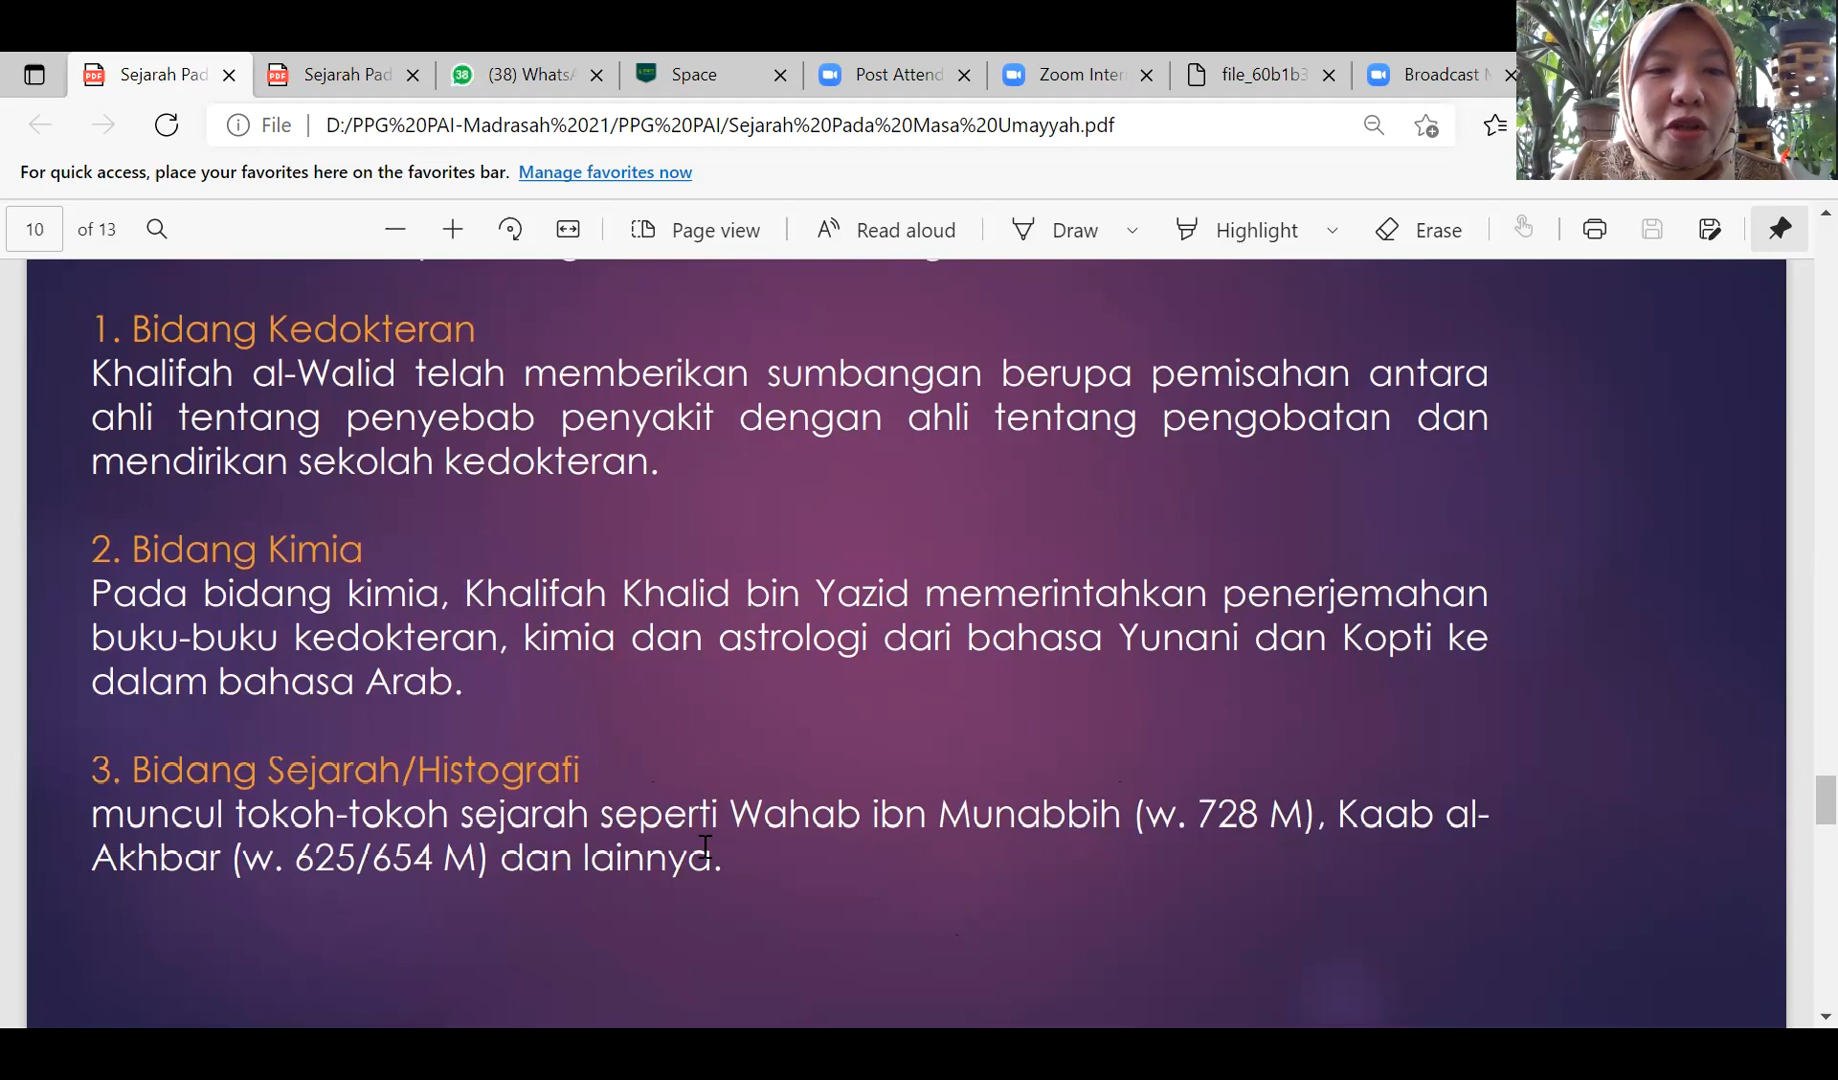 Sejarah Pad
Sejarah Pad
38
(38) WhatsA
Space
Post Attend
Zoom Inter
file_60b1b3
Broadcast M
File
D:/PPG%20PAI-Madrasah%2021/PPG%20PAI/Sejarah%20Pada%20Masa%20Umayyah.pdf
For quick access, place your favorites here on the favorites bar. Manage favorites now
10 of 13
Page view
Read aloud
Draw
Highlight
Erase
1. Bidang Kedokteran
Khalifah al-Walid telah memberikan sumbangan berupa pemisahan antara
ahli tentang penyebab penyakit dengan ahli tentang pengobatan dan
mendirikan sekolah kedokteran.
2. Bidang Kimia
Pada bidang kimia, Khalifah Khalid bin Yazid memerintahkan penerjemahan
buku-buku kedokteran, kimia dan astrologi dari bahasa Yunani dan Kopti ke
dalam bahasa Arab.
3. Bidang Sejarah/Histografi
muncul tokoh-tokoh sejarah seperti Wahab ibn Munabbih (w. 728 M), Kaab al-
Akhbar (w. 625/654 M) dan lainnya.